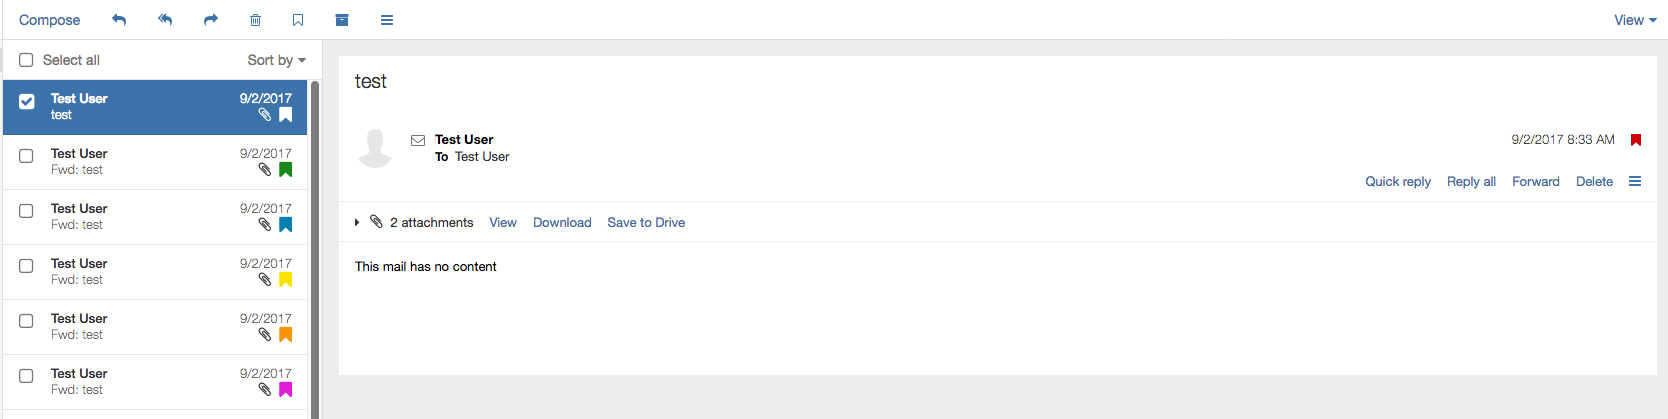 Compose
View
Select all
Sort by
Test User 9/2/2017
test
Test User 9/2/2017
Fwd: test
Test User 9/2/2017
Fwd: test
Test User 9/2/2017
Fwd: test
Test User 9/2/2017
Fwd: test
Test User 9/2/2017
Fwd: test
test
Test User
9/2/2017 8:33 AM
To Test User
Quick reply Reply all Forward Delete
2 attachments View Download Save to Drive
This mail has no content